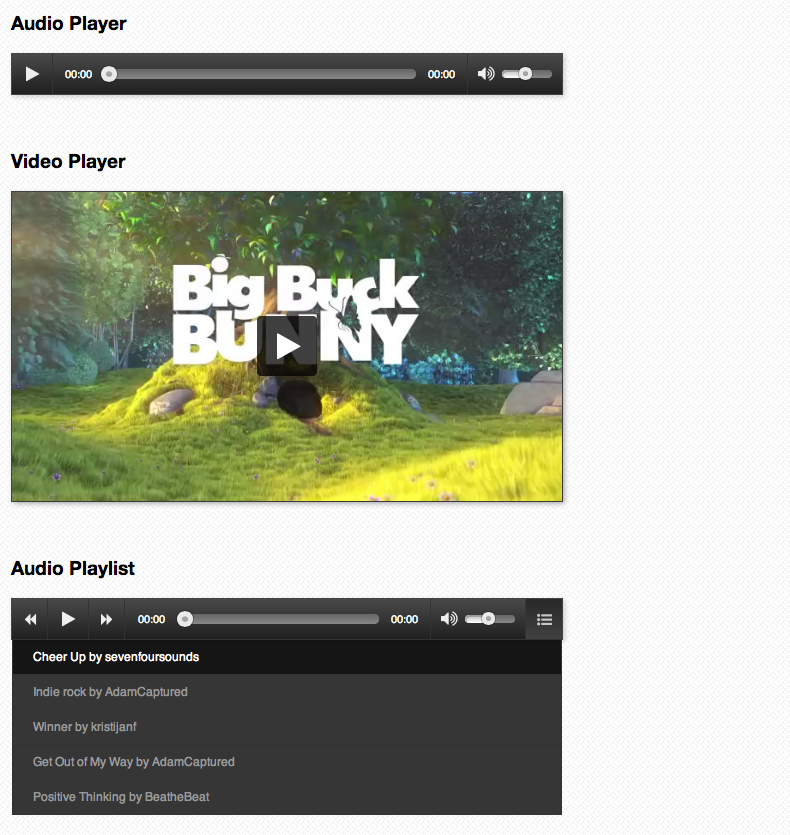 Audio Player
00:00 00:00
Video Player
Big Buck
BUNNY
Audio Playlist
00:00 00:00
Cheer Up by sevenfoursounds
Indie rock by AdamCaptured
Winner by kristijanf
Get Out of My Way by AdamCaptured
Positive Thinking by BeatheBeat